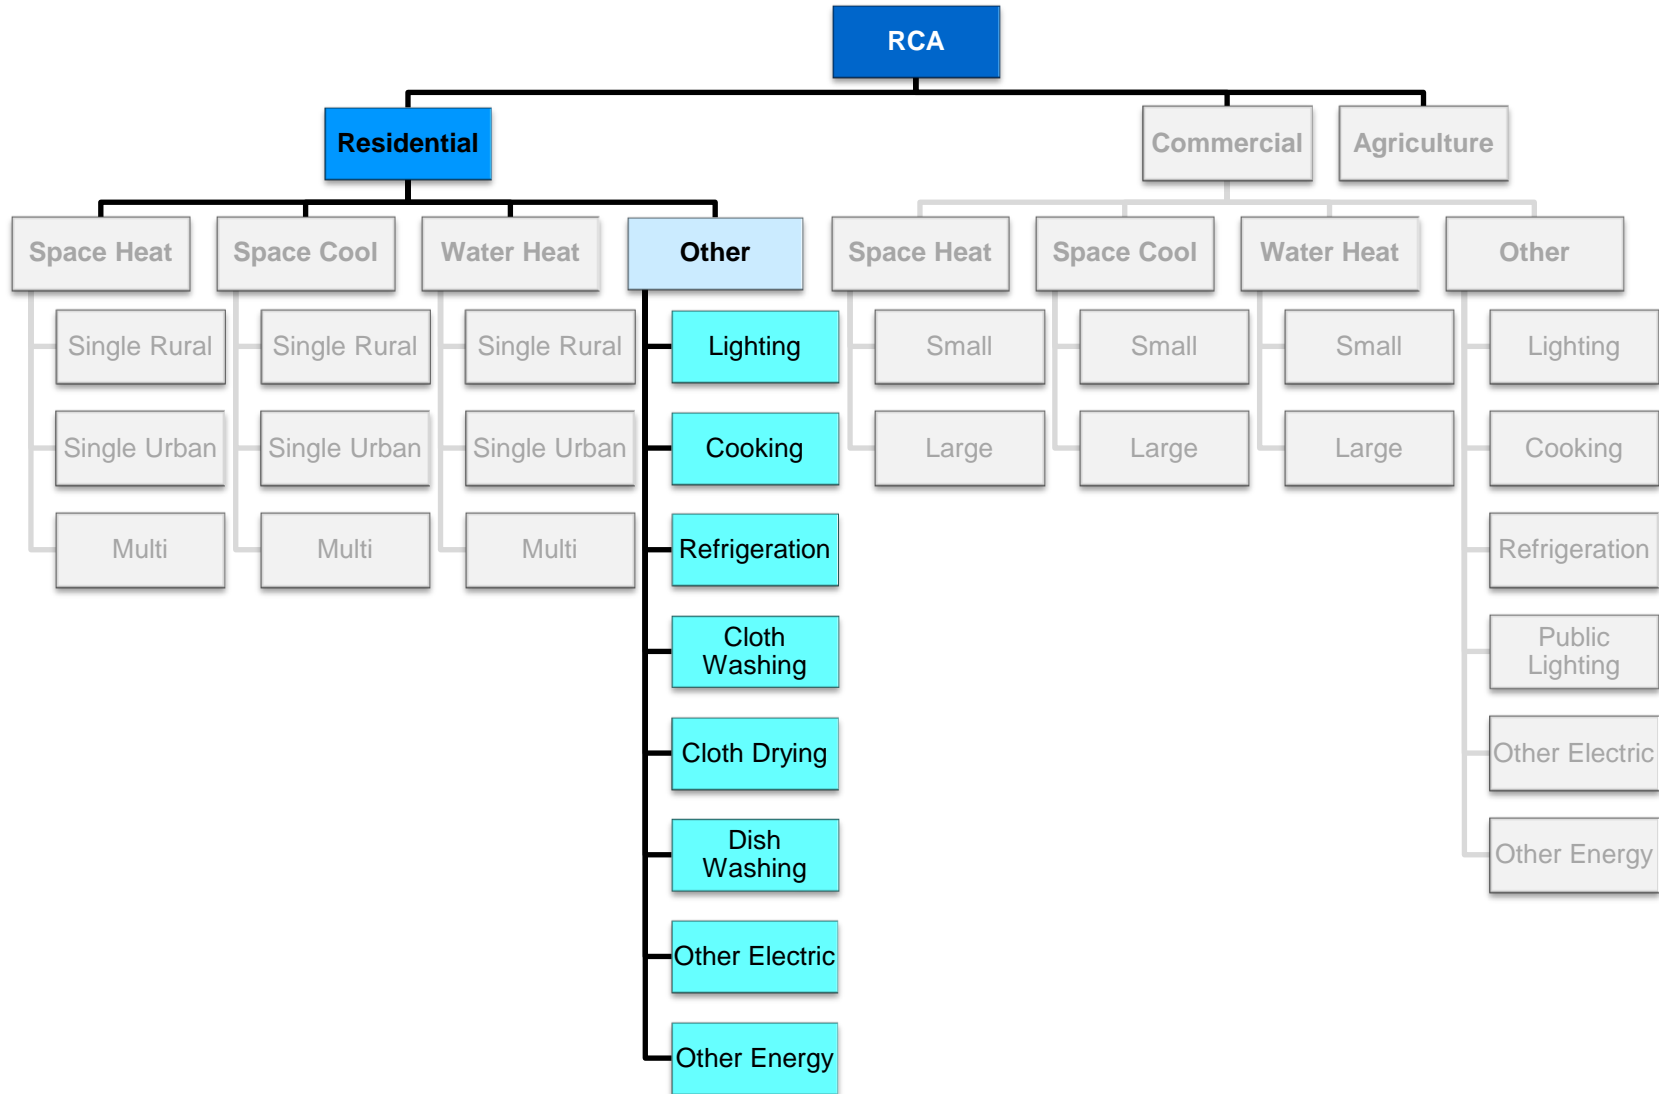 RCA
Residential
Commercial
Agriculture
Space Heat
Space Cool
Water Heat
Other
Space Heat
Space Cool
Water Heat
Other
Single Rural
Single Rural
Single Rural
Lighting
Small
Small
Small
Lighting
Single Urban
Single Urban
Single Urban
Cooking
Large
Large
Large
Cooking
Multi
Multi
Multi
Refrigeration
Refrigeration
Cloth
Washing
Public
Lighting
Cloth Drying
Other Electric
Dish
Washing
Other Energy
Other Electric
Other Energy